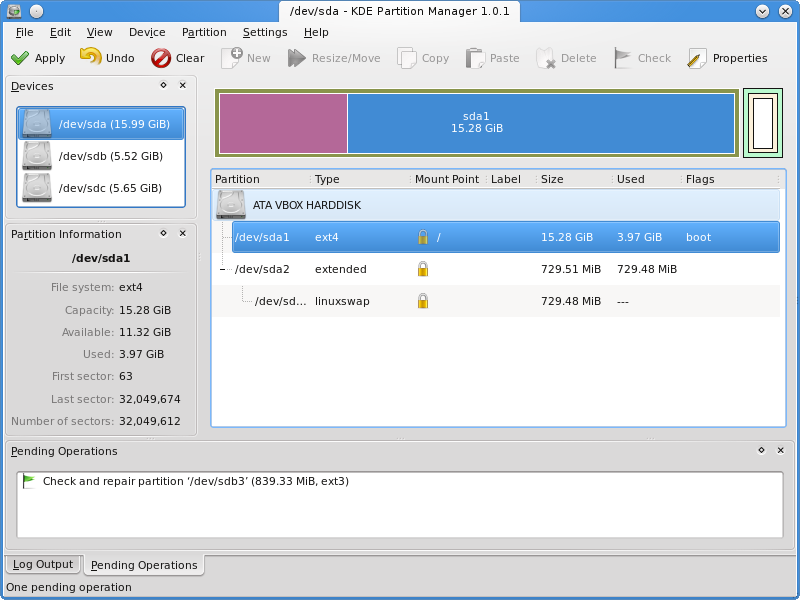 /dev/sda - KDE Partition Manager 1.0.1
File Edit View Device Partition Settings Help
Apply Undo Clear New Resize/Move Copy Paste Delete Check Properties
Devices
/dev/sda (15.99 GiB)
/dev/sdb (5.52 GiB)
/dev/sdc (5.65 GiB)
Partition Information
/dev/sda1
File system: ext4
Capacity: 15.28 GiB
Available: 11.32 GiB
Used: 3.97 GiB
First sector: 63
Last sector: 32,049,674
Number of sectors: 32,049,612
sda1
15.28 GiB
Partition Type Mount Point Label Size Used Flags
ATA VBOX HARDDISK
/dev/sda1 ext4 / 15.28 GiB 3.97 GiB boot
/dev/sda2 extended 729.51 MiB 729.48 MiB
/dev/sd... linuxswap 729.48 MiB ---
Pending Operations
Check and repair partition ‘/dev/sdb3’ (839.33 MiB, ext3)
Log Output Pending Operations
One pending operation